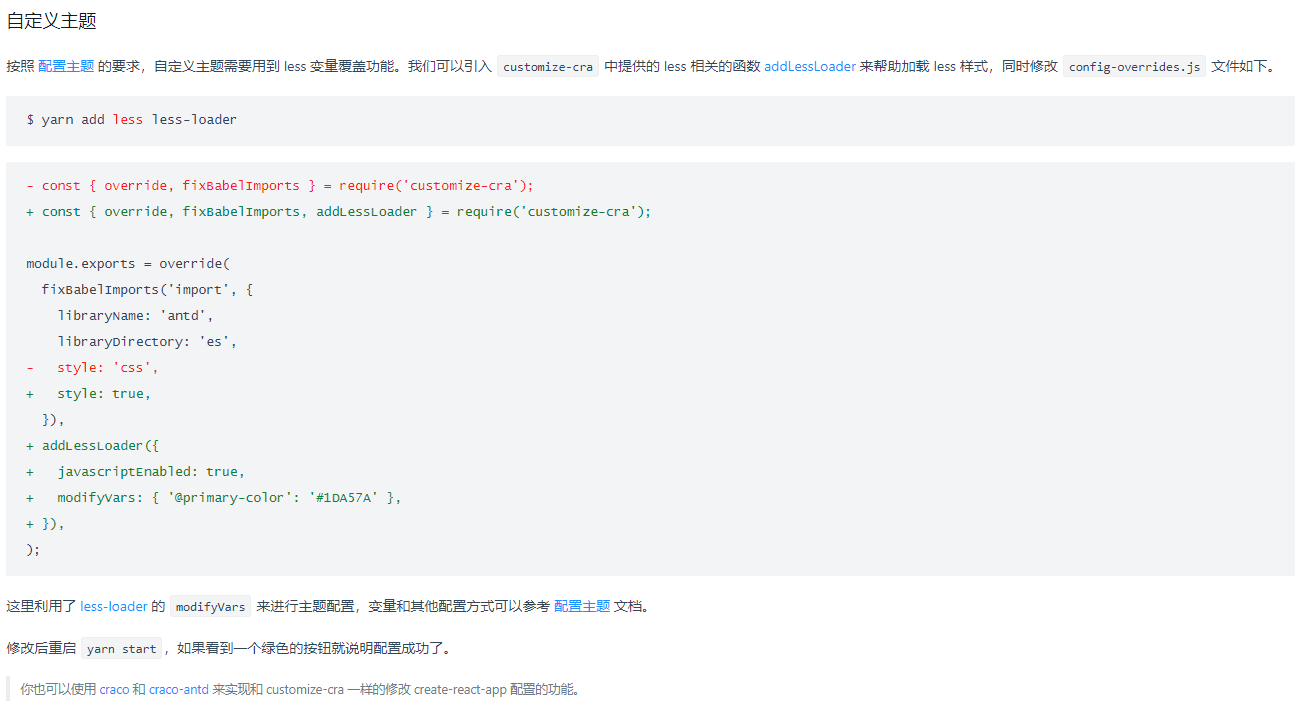 自定义主题
按照 配置主题 的要求，自定义主题需要用到 less 变量覆盖功能。我们可以引入 customize-cra 中提供的 less 相关的函数 addLessLoader 来帮助加载 less 样式，同时修改 config-overrides.js 文件如下。
$ yarn add less less-loader
- const { override, fixBabelImports } = require('customize-cra');
+ const { override, fixBabelImports, addLessLoader } = require('customize-cra');
module.exports = override(
  fixBabelImports('import', {
    libraryName: 'antd',
    libraryDirectory: 'es',
-   style: 'css',
+   style: true,
  }),
+ addLessLoader({
+   javascriptEnabled: true,
+   modifyVars: { '@primary-color': '#1DA57A' },
+ }),
);
这里利用了 less-loader 的 modifyVars 来进行主题配置，变量和其他配置方式可以参考 配置主题 文档。
修改后重启 yarn start，如果看到一个绿色的按钮就说明配置成功了。
你也可以使用 craco 和 craco-antd 来实现和 customize-cra 一样的修改 create-react-app 配置的功能。